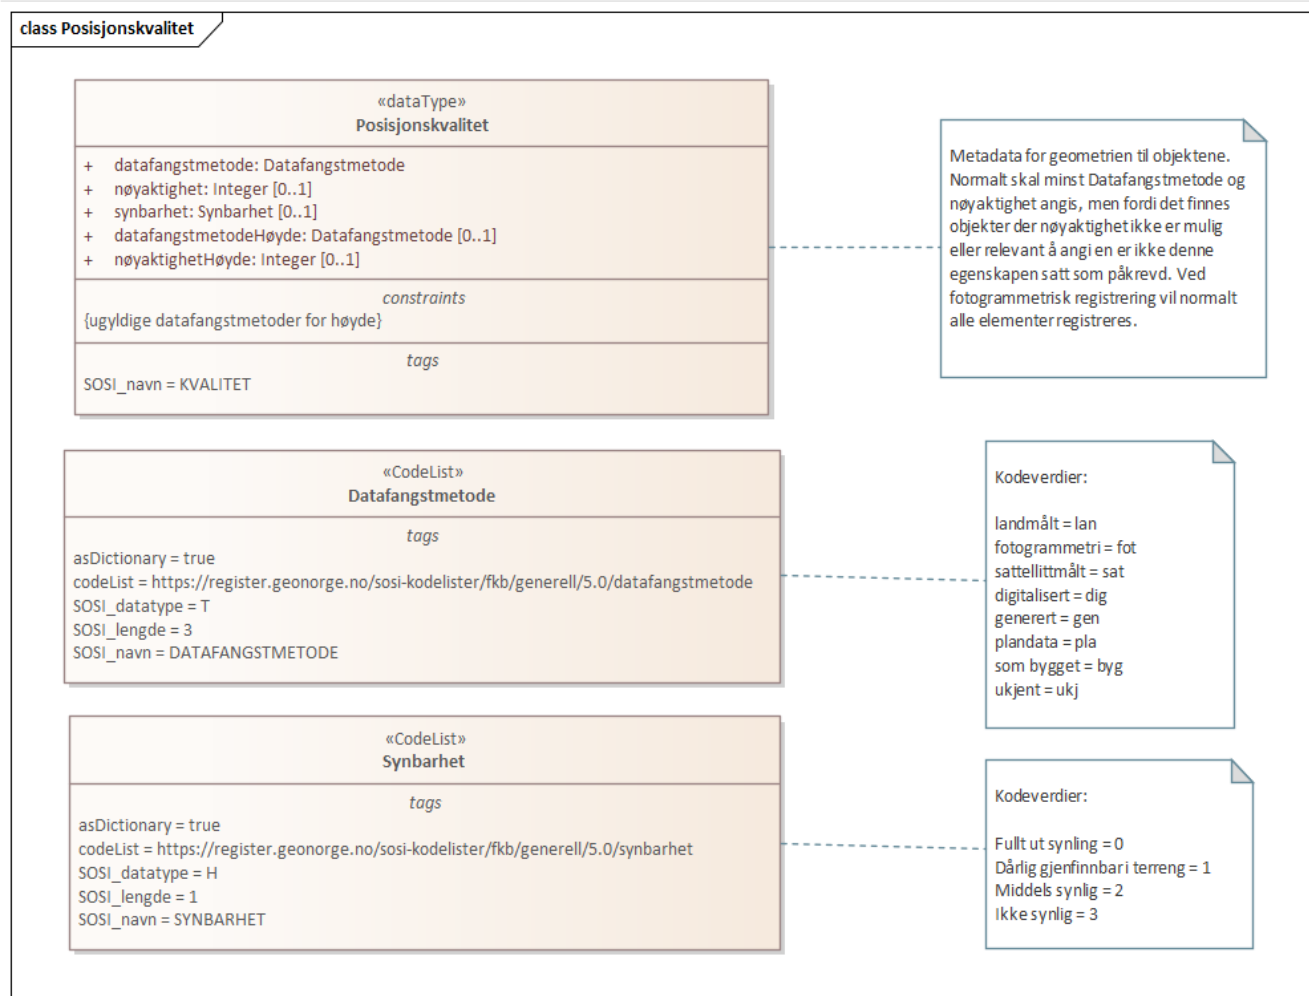 class Posisjonskvalitet
«dataType»
Posisjonskvalitet
+ datafangstmetode: Datafangstmetode
+ nøyaktighet: Integer [0..1]
+ synbarhet: Synbarhet [0..1]
+ datafangstmetodeHøyde: Datafangstmetode [0..1]
+ nøyaktighetHøyde: Integer [0..1]
constraints
{ugyldige datafangstmetoder for høyde}
tags
SOSI_navn = KVALITET
Metadata for geometrien til objektene.
Normalt skal minst Datafangstmetode og
nøyaktighet angis, men fordi det finnes
objekter der nøyaktighet ikke er mulig
eller relevant å angi en er ikke denne
egenskapen satt som påkrevd. Ved
fotogrammetrisk registrering vil normalt
alle elementer registreres.
«CodeList»
Datafangstmetode
tags
asDictionary = true
codeList = https://register.geonorge.no/sosi-kodelister/fkb/generell/5.0/datafangstmetode
SOSI_datatype = T
SOSI_lengde = 3
SOSI_navn = DATAFANGSTMETODE
Kodeverdier:
landmålt = lan
fotogrammetri = fot
sattellittmålt = sat
digitalisert = dig
generert = gen
plandata = pla
som bygget = byg
ukjent = ukj
«CodeList»
Synbarhet
tags
asDictionary = true
codeList = https://register.geonorge.no/sosi-kodelister/fkb/generell/5.0/synbarhet
SOSI_datatype = H
SOSI_lengde = 1
SOSI_navn = SYNBARHET
Kodeverdier:
Fullt ut synling = 0
Dårlig gjenfinnbar i terreng = 1
Middels synlig = 2
Ikke synlig = 3